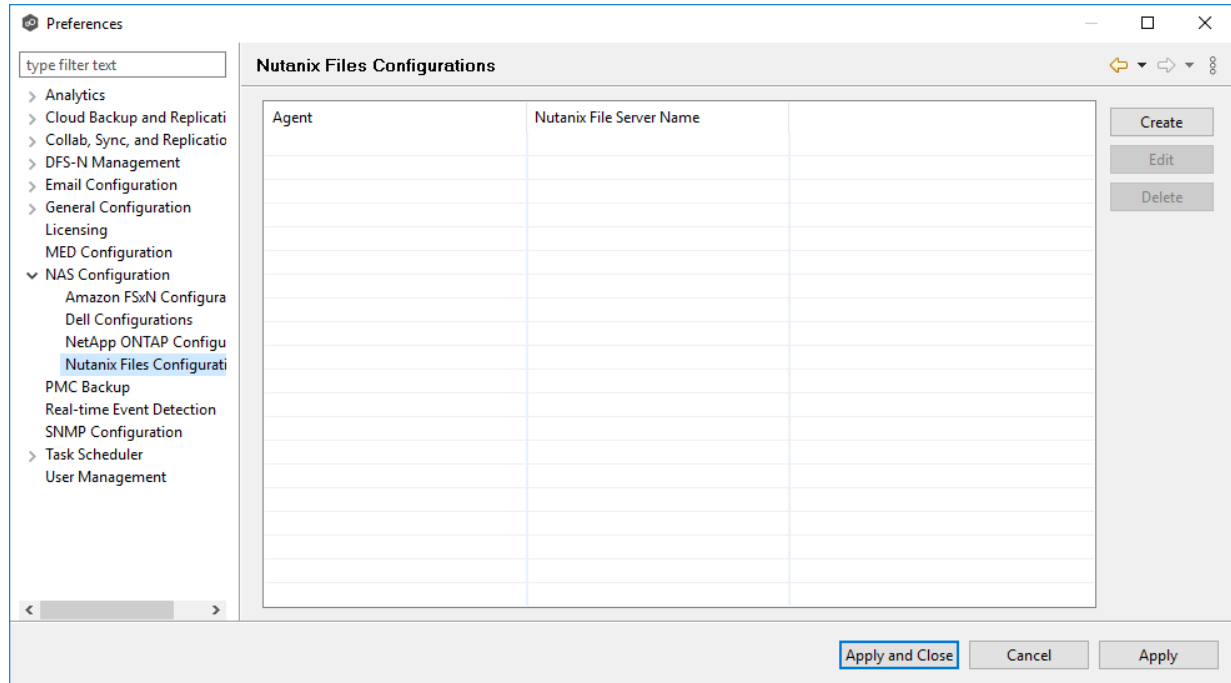 Preferences
type filter text
Analytics
Cloud Backup and Replicati
Collab, Sync, and Replicatio
DFS-N Management
Email Configuration
General Configuration
Licensing
MED Configuration
NAS Configuration
Amazon FSxN Configura
Dell Configurations
NetApp ONTAP Configu
Nutanix Files Configurati
PMC Backup
Real-time Event Detection
SNMP Configuration
Task Scheduler
User Management
Nutanix Files Configurations
Agent Nutanix File Server Name
Create
Edit
Delete
Apply and Close Cancel Apply